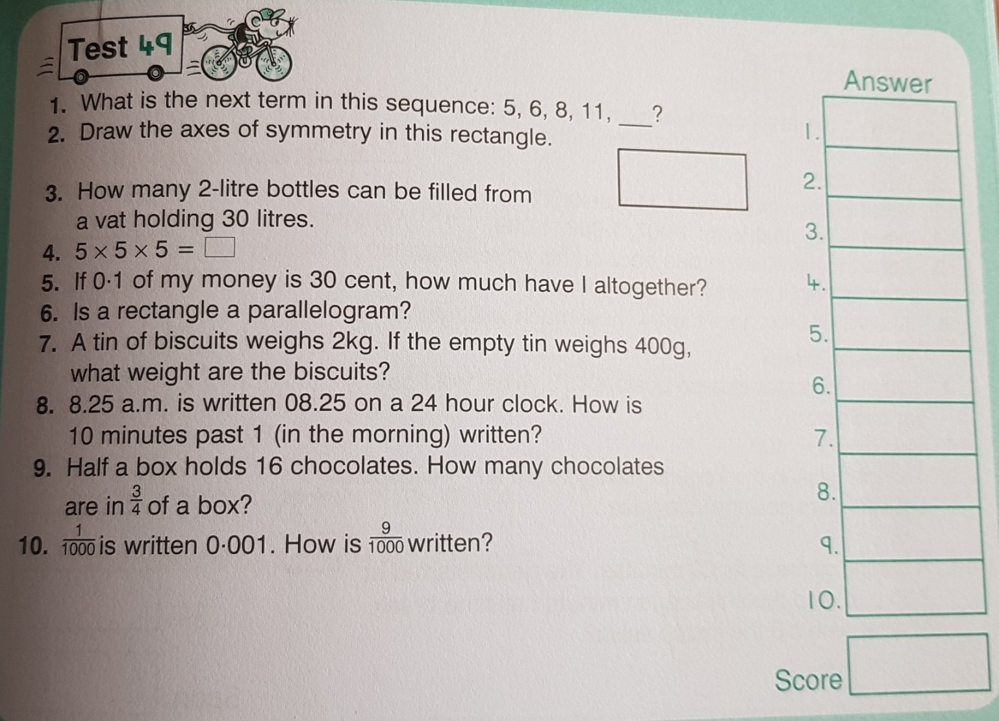 Test 49
Answer
1. What is the next term in this sequence: 5, 6, 8, 11, ___?
2. Draw the axes of symmetry in this rectangle.
3. How many 2-litre bottles can be filled from
a vat holding 30 litres.
4. 5 × 5 × 5 = □
5. If 0·1 of my money is 30 cent, how much have I altogether?
6. Is a rectangle a parallelogram?
7. A tin of biscuits weighs 2kg. If the empty tin weighs 400g,
what weight are the biscuits?
8. 8.25 a.m. is written 08.25 on a 24 hour clock. How is
10 minutes past 1 (in the morning) written?
9. Half a box holds 16 chocolates. How many chocolates
are in 3/4 of a box?
10. 1/1000 is written 0·001. How is 9/1000 written?
1.
2.
3.
4.
5.
6.
7.
8.
9.
10.
Score